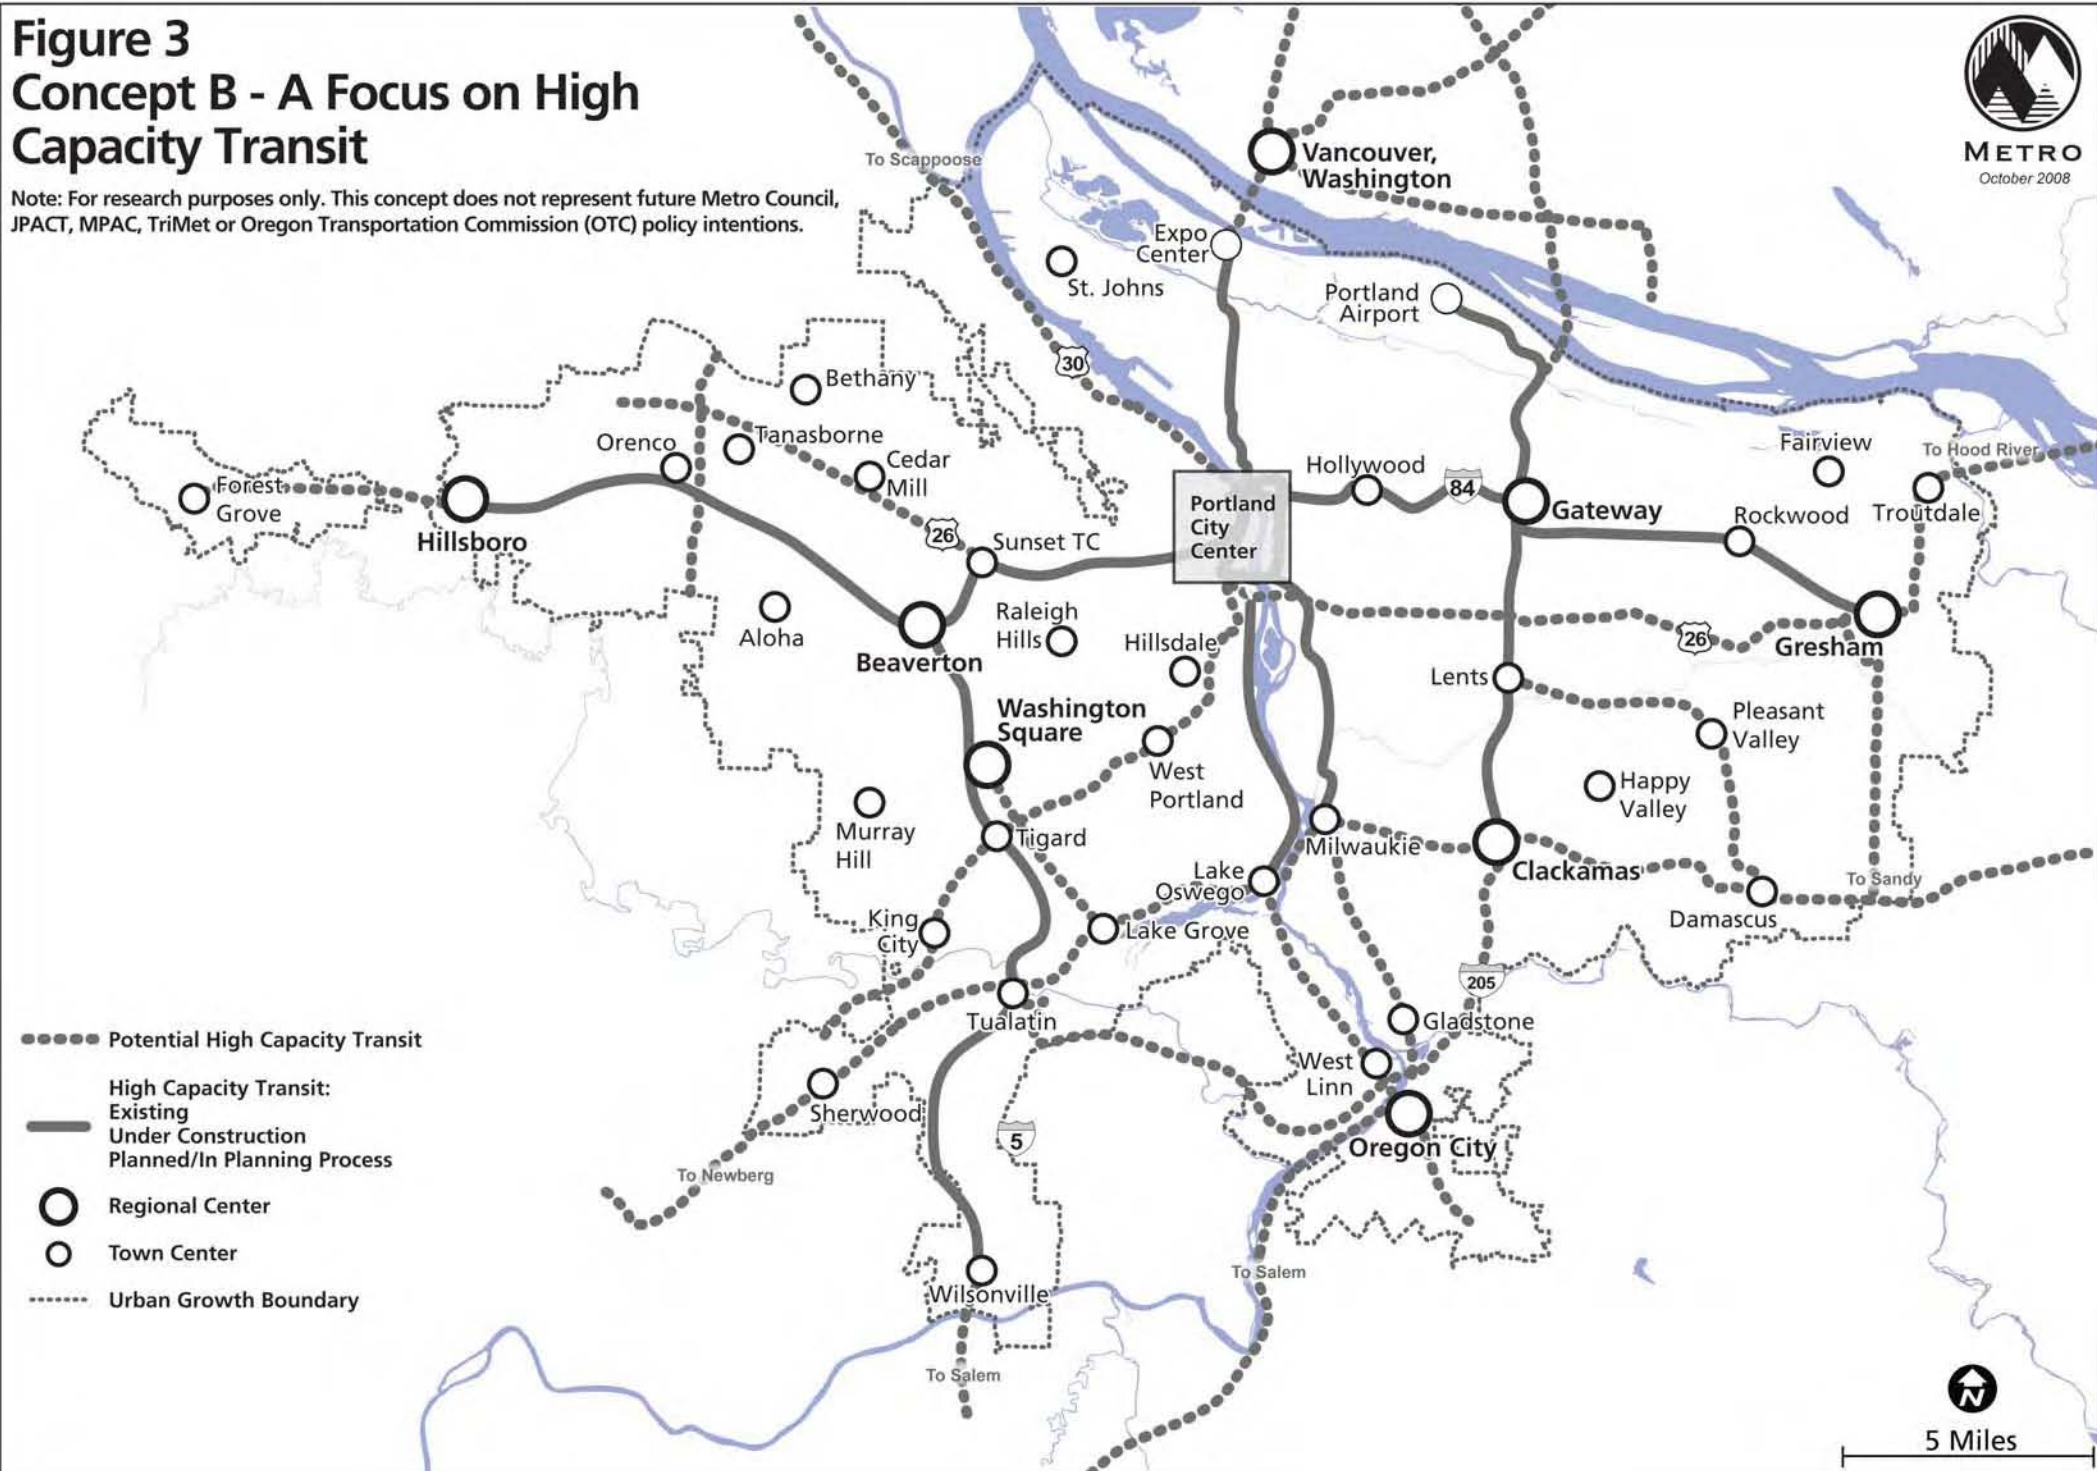 Figure 3
Concept B - A Focus on High
Capacity Transit
Note: For research purposes only. This concept does not represent future Metro Council,
JPACT, MPAC, TriMet or Oregon Transportation Commission (OTC) policy intentions.
METRO
October 2008
To Scappoose
Vancouver,
Washington
Expo
Center
St. Johns
Portland
Airport
30
Bethany
Orenco
Tanasborne
Cedar
Mill
Forest
Grove
Hillsboro
26
Sunset TC
Portland
City
Center
Hollywood
84
Gateway
Fairview
To Hood River
Rockwood
Troutdale
Aloha
Beaverton
Raleigh
Hills
Hillsdale
26
Gresham
Lents
Washington
Square
West
Portland
Pleasant
Valley
Happy
Valley
Murray
Hill
Tigard
Milwaukie
Clackamas
Lake
Oswego
To Sandy
Damascus
King
City
Lake Grove
205
Tualatin
Gladstone
West
Linn
Sherwood
5
Oregon City
To Newberg
To Salem
Wilsonville
To Salem
Potential High Capacity Transit
High Capacity Transit:
Existing
Under Construction
Planned/In Planning Process
Regional Center
Town Center
Urban Growth Boundary
N
5 Miles